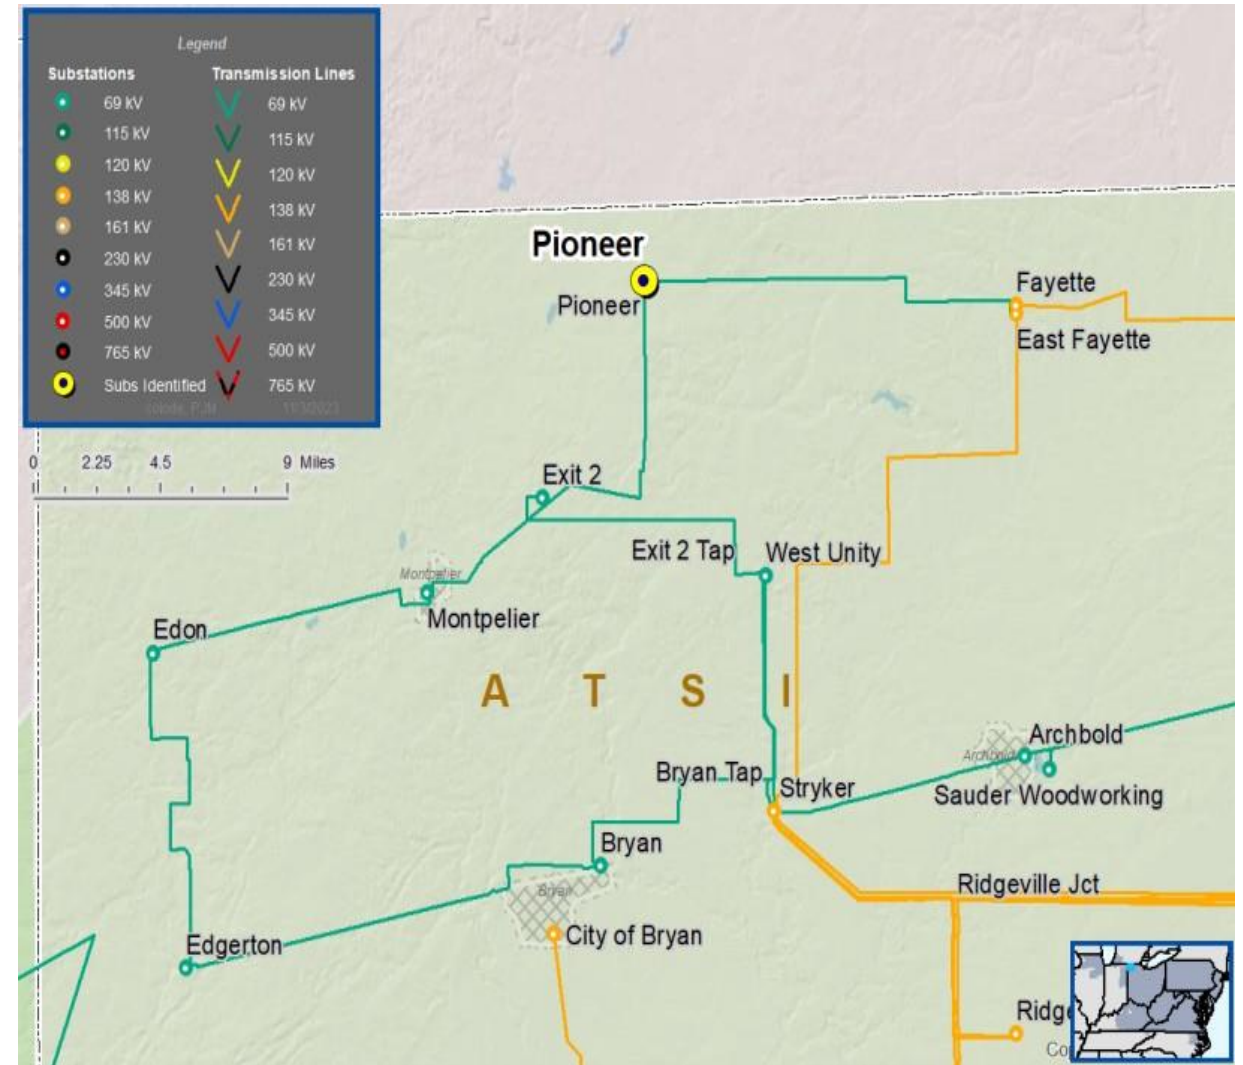 Legend
Substations Transmission Lines
69 kV 69 kV
115 kV 115 kV
120 kV 120 kV
138 kV 138 kV
161 kV 161 kV
230 kV 230 kV
345 kV 345 kV
500 kV 500 kV
765 kV 765 kV
Subs Identified
11/3/2023
0 2.25 4.5 9 Miles
Pioneer
Pioneer
Fayette
East Fayette
Exit 2
Exit 2 Tap
West Unity
Montpelier
Montpelier
Edon
A T S I
Archbold
Archbold
Sauder Woodworking
Bryan Tap
Stryker
Bryan
Bryan
Ridgeville Jct
City of Bryan
Edgerton